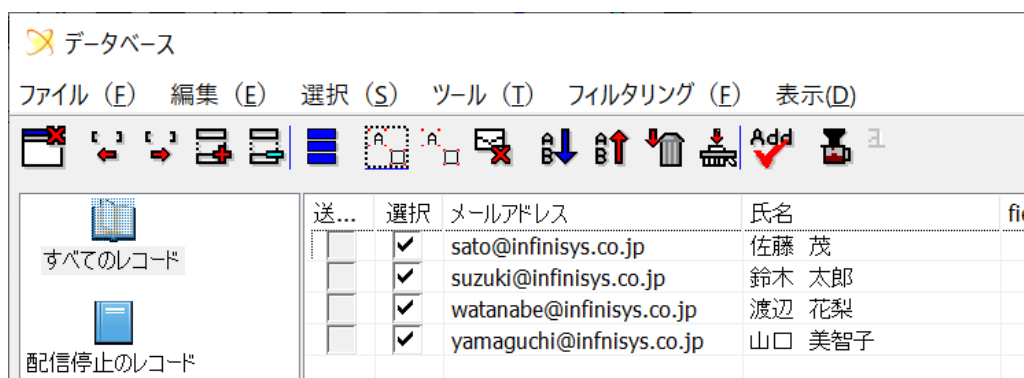 データベース
ファイル (F) 編集 (E) 選択 (S) ツール (T) フィルタリング (F) 表示(D)
Add
送... 選択 メールアドレス 氏名
sato@infinisys.co.jp 佐藤 茂
suzuki@infinisys.co.jp 鈴木 太郎
watanabe@infinisys.co.jp 渡辺 花梨
yamaguchi@infnisys.co.jp 山口 美智子
すべてのレコード
配信停止のレコード